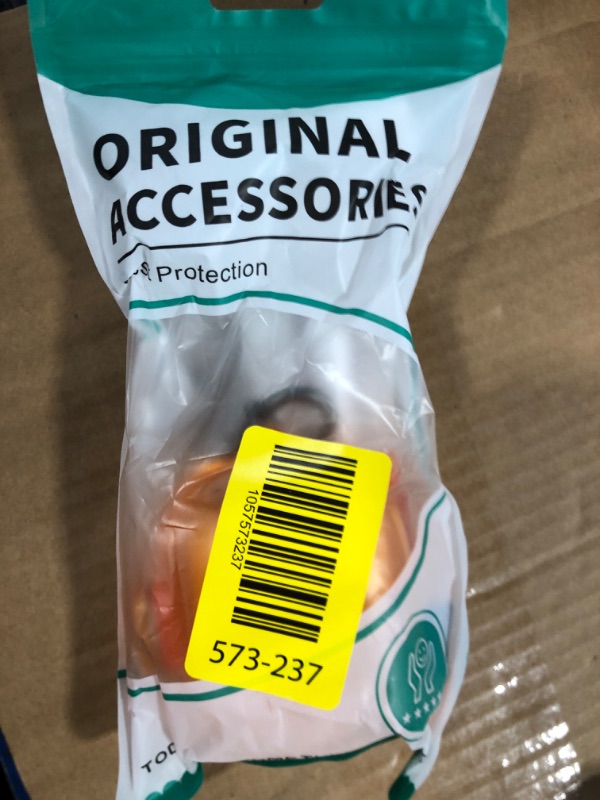 ORIGINAL
ACCESSORIES
Protection
1057573237
573-237